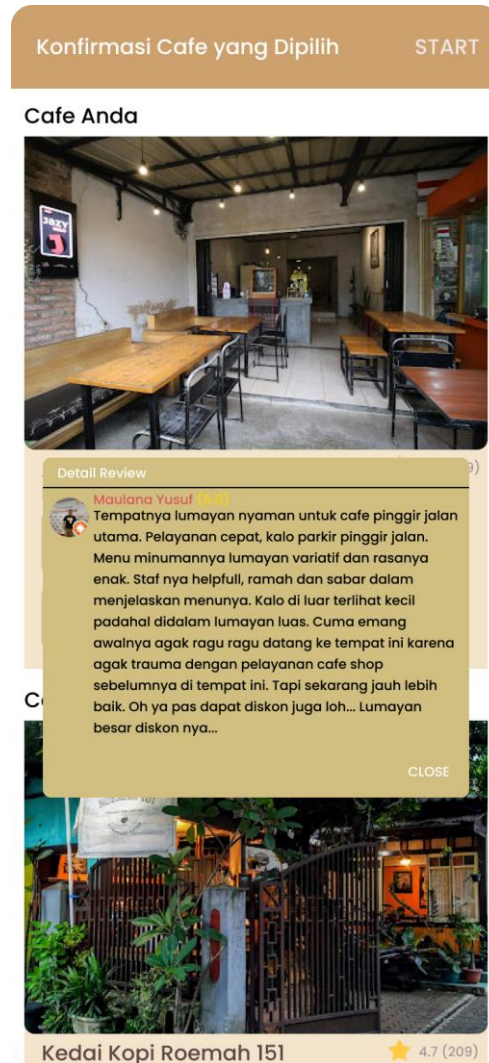 Konfirmasi Cafe yang Dipilih START
Cafe Anda
JAZY
Detail Review
Maulana Yusuf (5.0)
Tempatnya lumayan nyaman untuk cafe pinggir jalan
utama. Pelayanan cepat, kalo parkir pinggir jalan.
Menu minumannya lumayan variatif dan rasanya
enak. Staf nya helpfull, ramah dan sabar dalam
menjelaskan menunya. Kalo di luar terlihat kecil
padahal didalam lumayan luas. Cuma emang
awalnya agak ragu ragu datang ke tempat ini karena
agak trauma dengan pelayanan cafe shop
sebelumnya di tempat ini. Tapi sekarang jauh lebih
baik. Oh ya pas dapat diskon juga loh... Lumayan
besar diskon nya...
CLOSE
Kedai Kopi Roemah 151 4.7 (209)